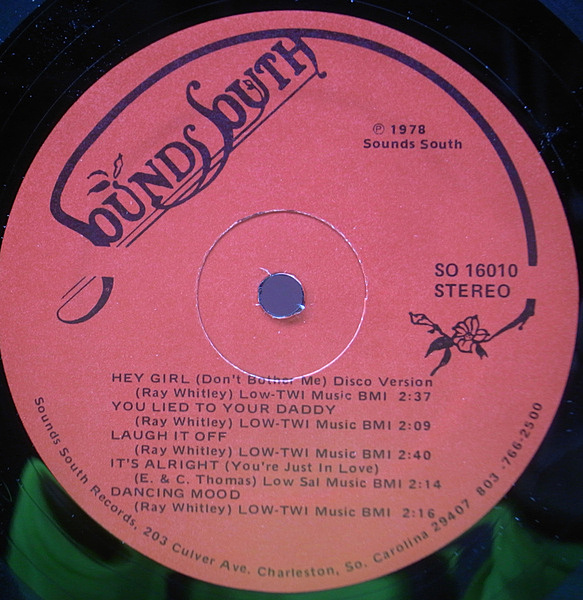 Sounds South
℗ 1978
Sounds South
SO 16010
STEREO
HEY GIRL (Don't Bother Me) Disco Version
(Ray Whitley) LOW-TWI Music BMI 2:37
YOU LIED TO YOUR DADDY
(Ray Whitley) LOW-TWI Music BMI 2:09
LAUGH IT OFF
(Ray Whitley) LOW-TWI Music BMI 2:40
IT'S ALRIGHT (You're Just In Love)
(E. & C. Thomas) Low Sal Music BMI 2:14
DANCING MOOD
(Ray Whitley) LOW-TWI Music BMI 2:16
Sounds South Records, 203 Culver Ave. Charleston, So. Carolina 29407 803-766-2500